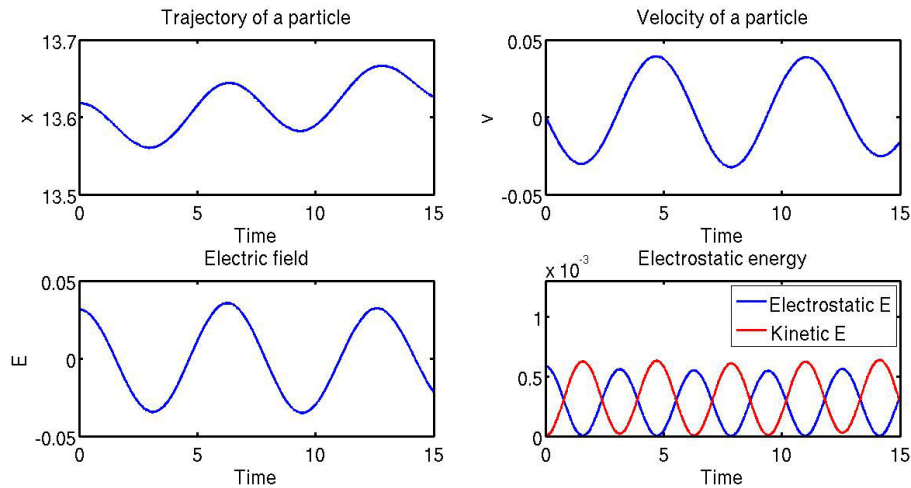 Trajectory of a particle
13.7
13.6
13.5
x
0 5 10 15
Time
Velocity of a particle
0.05
0
-0.05
v
0 5 10 15
Time
Electric field
0.05
0
-0.05
E
0 5 10 15
Time
Electrostatic energy
x 10^-3
1
0.5
0
Electrostatic E
Kinetic E
0 5 10 15
Time